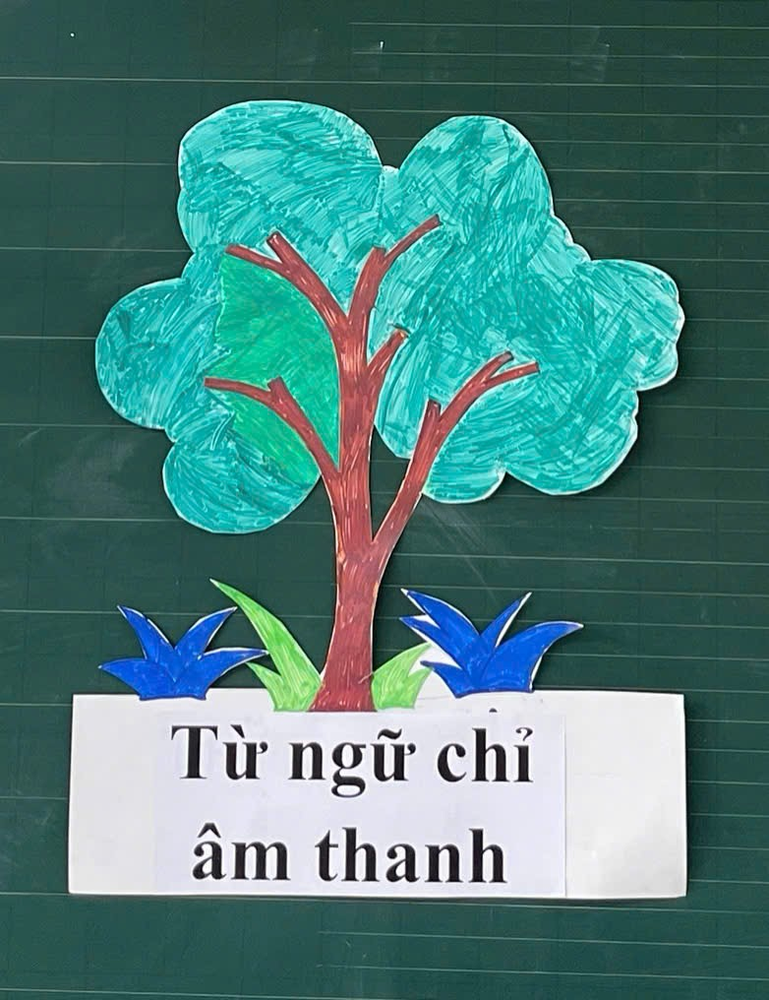 Từ ngữ chỉ
âm thanh